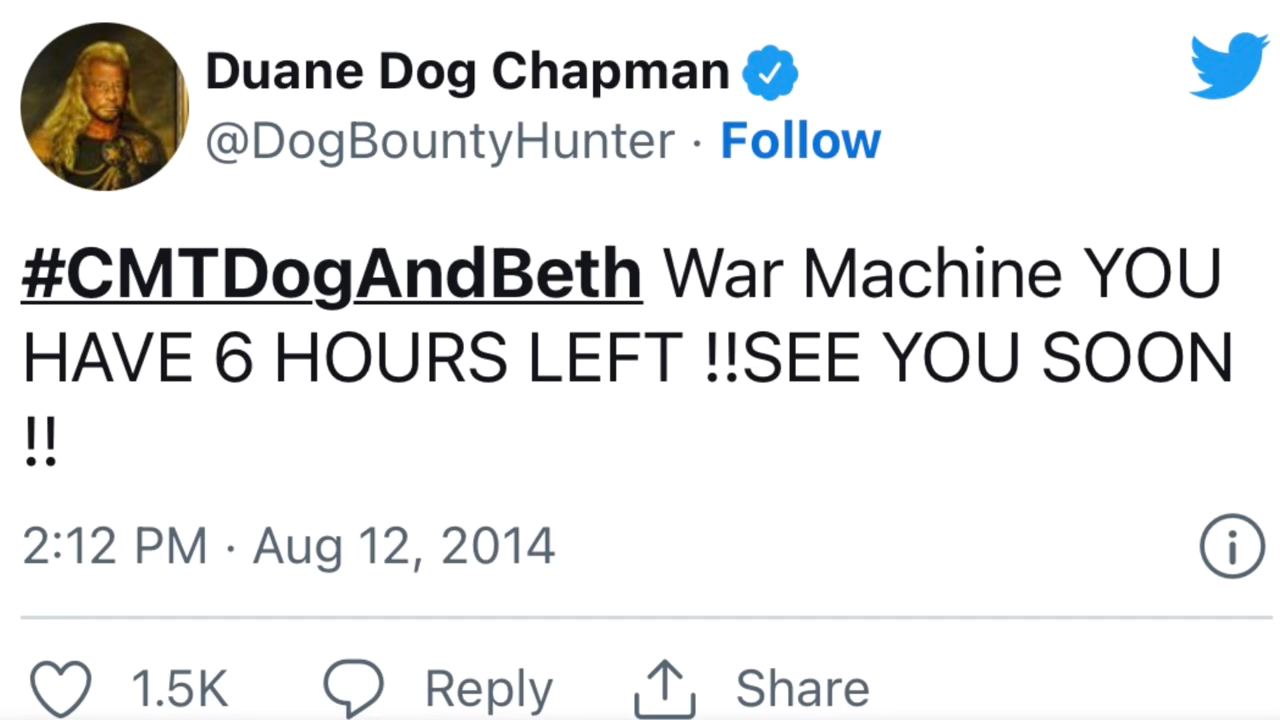 Duane Dog Chapman
@DogBountyHunter · Follow
#CMTDogAndBeth War Machine YOU
HAVE 6 HOURS LEFT !!SEE YOU SOON
!!
2:12 PM · Aug 12, 2014
1.5K Reply Share